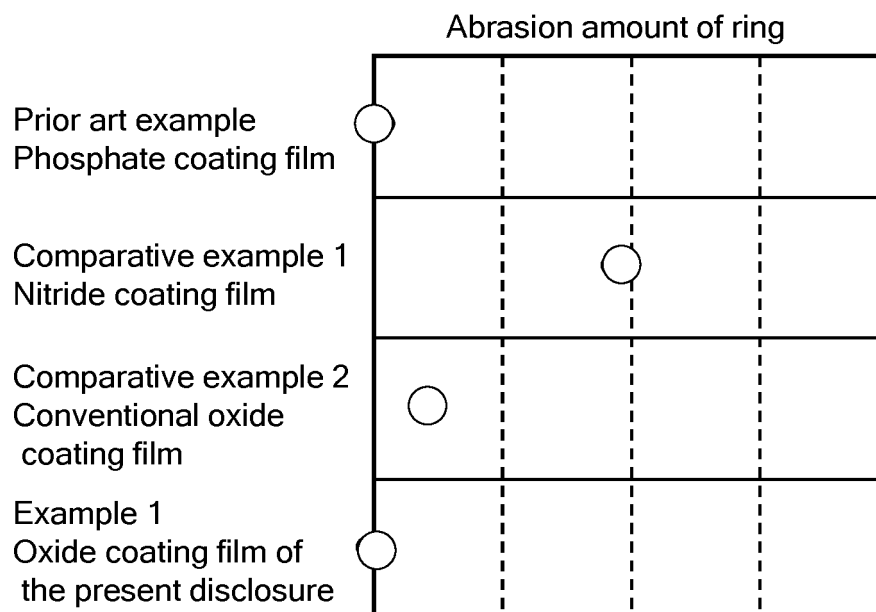 Abrasion amount of ring
Prior art example
Phosphate coating film
Comparative example 1
Nitride coating film
Comparative example 2
Conventional oxide
coating film
Example 1
Oxide coating film of
the present disclosure